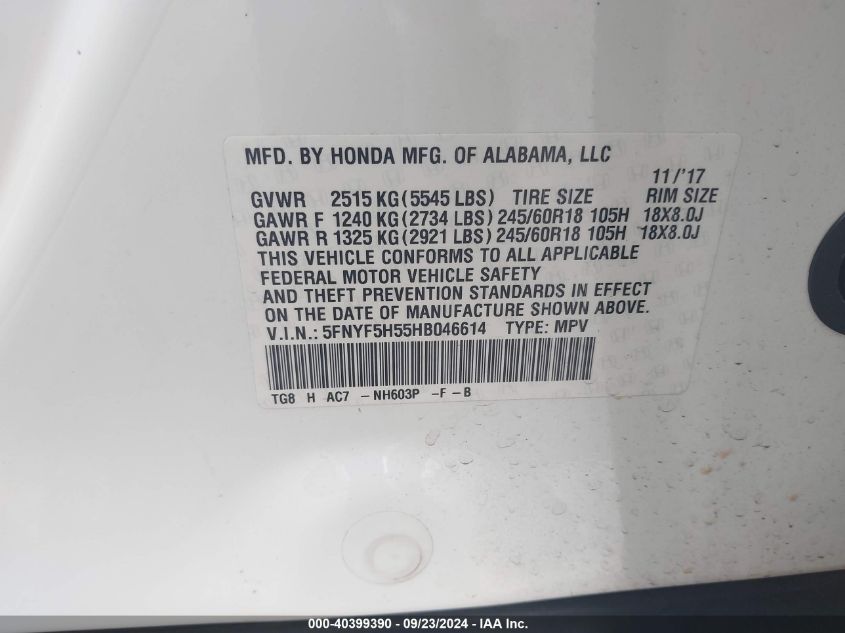 MFD. BY HONDA MFG. OF ALABAMA, LLC
11/'17
GVWR 2515 KG (5545 LBS) TIRE SIZE RIM SIZE
GAWR F 1240 KG (2734 LBS) 245/60R18 105H 18X8.0J
GAWR R 1325 KG (2921 LBS) 245/60R18 105H 18X8.0J
THIS VEHICLE CONFORMS TO ALL APPLICABLE
FEDERAL MOTOR VEHICLE SAFETY
AND THEFT PREVENTION STANDARDS IN EFFECT
ON THE DATE OF MANUFACTURE SHOWN ABOVE.
V.I.N.: 5FNYF5H55HB046614 TYPE: MPV
TG8 H AC7 -NH603P -F-B
000-40399390 - 09/23/2024 - IAA Inc.